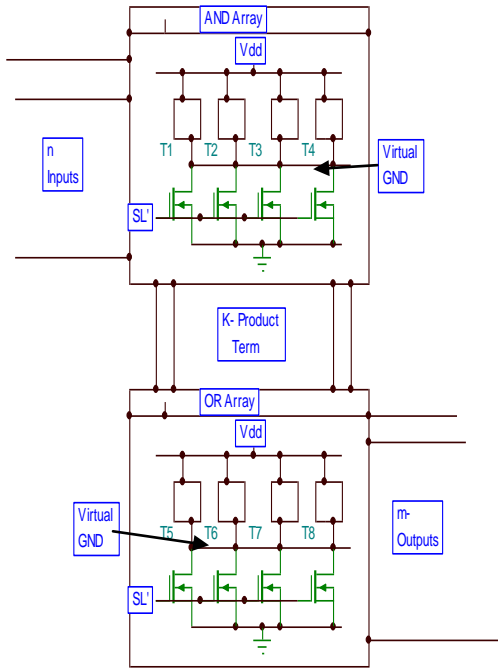 AND Array
Vdd
T1 T2 T3 T4
n
Inputs
Virtual
GND
SL'
K- Product
Term
OR Array
Vdd
Virtual
GND
T5 T6 T7 T8
m-
Outputs
SL'